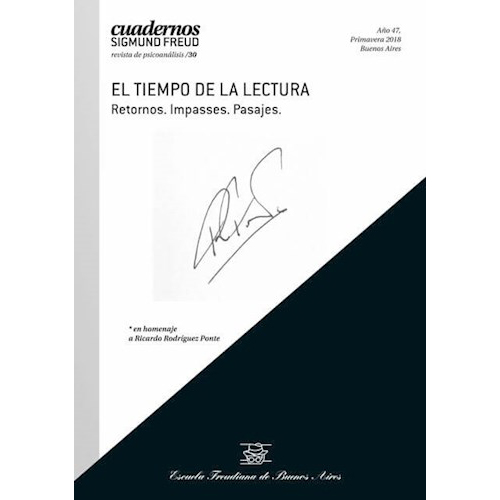 cuadernos
SIGMUND FREUD
revista de psicoanálisis /30
Año 47,
Primavera 2018
Buenos Aires
EL TIEMPO DE LA LECTURA
Retornos. Impasses. Pasajes.
* en homenaje
a Ricardo Rodríguez Ponte
Escuela Freudiana de Buenos Aires